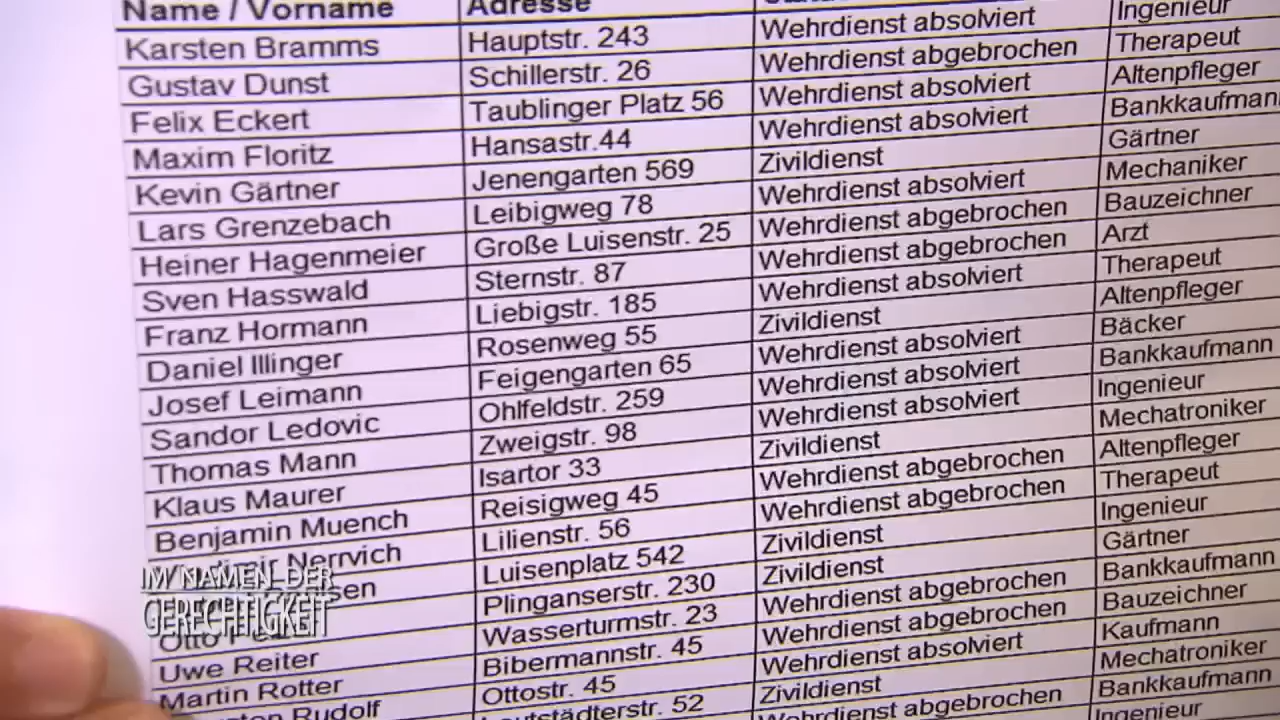 Name / Vorname Adresse
Karsten Bramms Hauptstr. 243 Wehrdienst absolviert Ingenieur
Gustav Dunst Schillerstr. 26 Wehrdienst abgebrochen Therapeut
Felix Eckert Taublinger Platz 56 Wehrdienst absolviert Altenpfleger
Maxim Floritz Hansastr.44 Wehrdienst absolviert Bankkaufman
Kevin Gärtner Jenengarten 569 Zivildienst Gärtner
Lars Grenzebach Leibigweg 78 Wehrdienst absolviert Mechaniker
Heiner Hagenmeier Große Luisenstr. 25 Wehrdienst abgebrochen Bauzeichner
Sven Hasswald Sternstr. 87 Wehrdienst abgebrochen Arzt
Franz Hormann Liebigstr. 185 Wehrdienst absolviert Therapeut
Daniel Illinger Rosenweg 55 Zivildienst Altenpfleger
Josef Leimann Feigengarten 65 Wehrdienst absolviert Bäcker
Sandor Ledovic Ohlfeldstr. 259 Wehrdienst absolviert Bankkaufmann
Thomas Mann Zweigstr. 98 Wehrdienst absolviert Ingenieur
Klaus Maurer Isartor 33 Zivildienst Mechatroniker
Benjamin Muench Reisigweg 45 Wehrdienst abgebrochen Altenpfleger
Nerrvich Lilienstr. 56 Wehrdienst abgebrochen Therapeut
Luisenplatz 542 Zivildienst Ingenieur
Otto Plinganserstr. 230 Zivildienst Gärtner
Uwe Reiter Wasserturmstr. 23 Wehrdienst abgebrochen Bankkaufmann
Martin Rotter Bibermannstr. 45 Wehrdienst abgebrochen Bauzeichner
Rudolf Ottostr. 45 Wehrdienst absolviert Kaufmann
52 Zivildienst Mechatroniker
Wehrdienst abgebrochen Bankkaufmann
Ingenieur
IM NAMEN DER
GERECHTIGKEIT